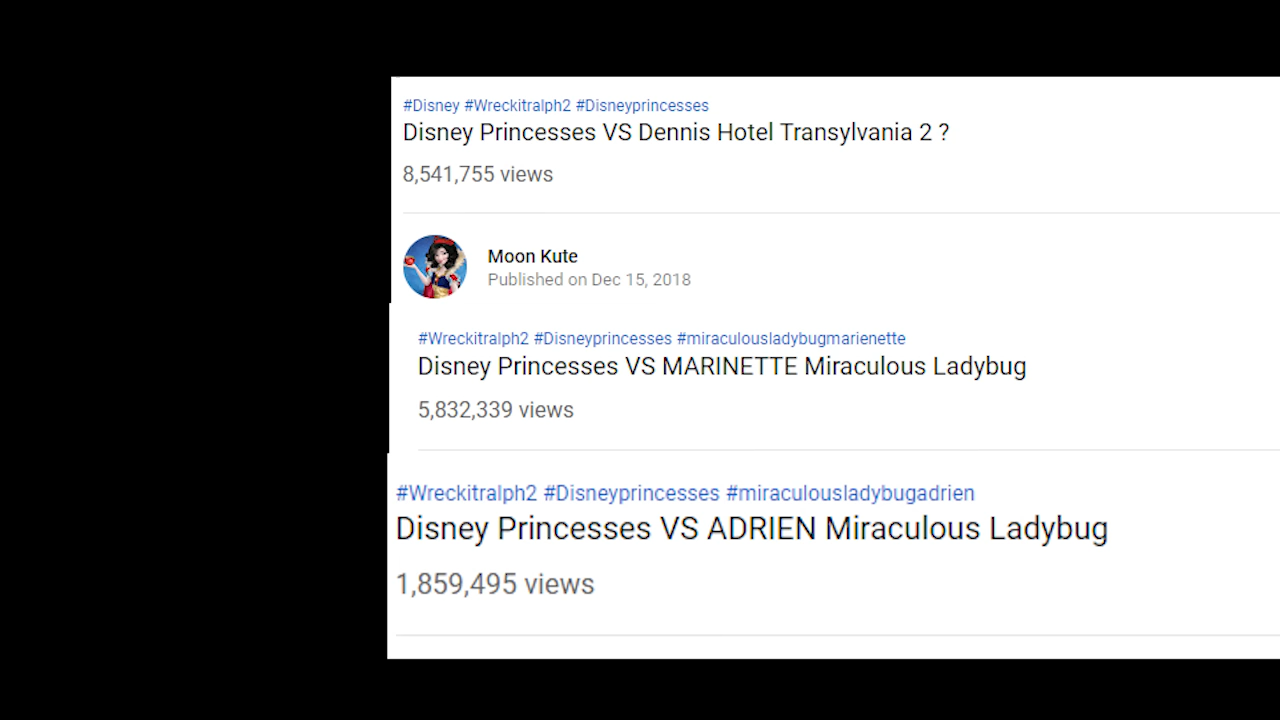 #Disney #Wreckitralph2 #Disneyprincesses
Disney Princesses VS Dennis Hotel Transylvania 2 ?
8,541,755 views
Moon Kute
Published on Dec 15, 2018
#Wreckitralph2 #Disneyprincesses #miraculousladybugmarienette
Disney Princesses VS MARINETTE Miraculous Ladybug
5,832,339 views
#Wreckitralph2 #Disneyprincesses #miraculousladybugadrien
Disney Princesses VS ADRIEN Miraculous Ladybug
1,859,495 views